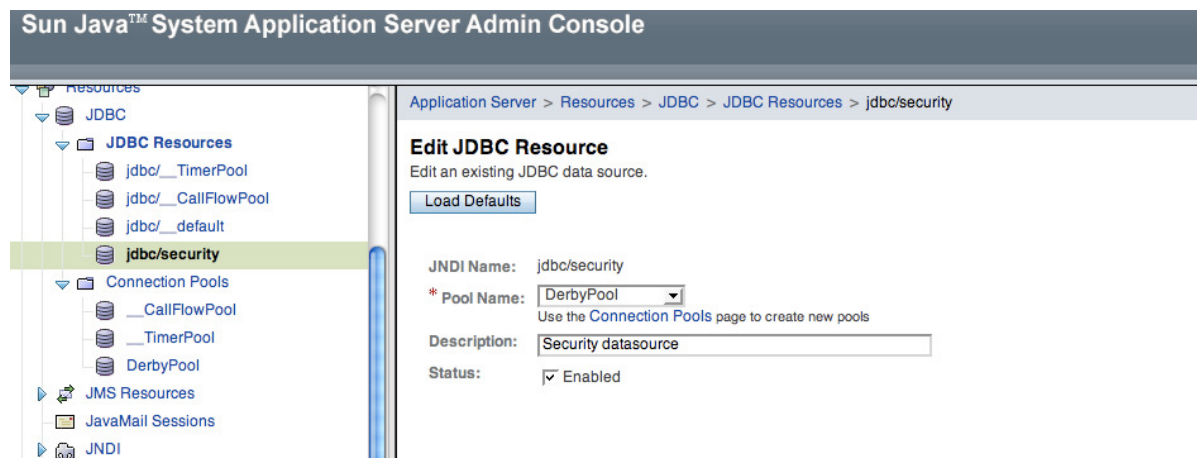 Sun Java™ System Application Server Admin Console
Resources
JDBC
JDBC Resources
jdbc/__TimerPool
jdbc/__CallFlowPool
jdbc/__default
jdbc/security
Connection Pools
__CallFlowPool
__TimerPool
DerbyPool
JMS Resources
JavaMail Sessions
JNDI
Application Server > Resources > JDBC > JDBC Resources > jdbc/security
Edit JDBC Resource
Edit an existing JDBC data source.
Load Defaults
JNDI Name: jdbc/security
* Pool Name: DerbyPool
Use the Connection Pools page to create new pools
Description: Security datasource
Status: Enabled